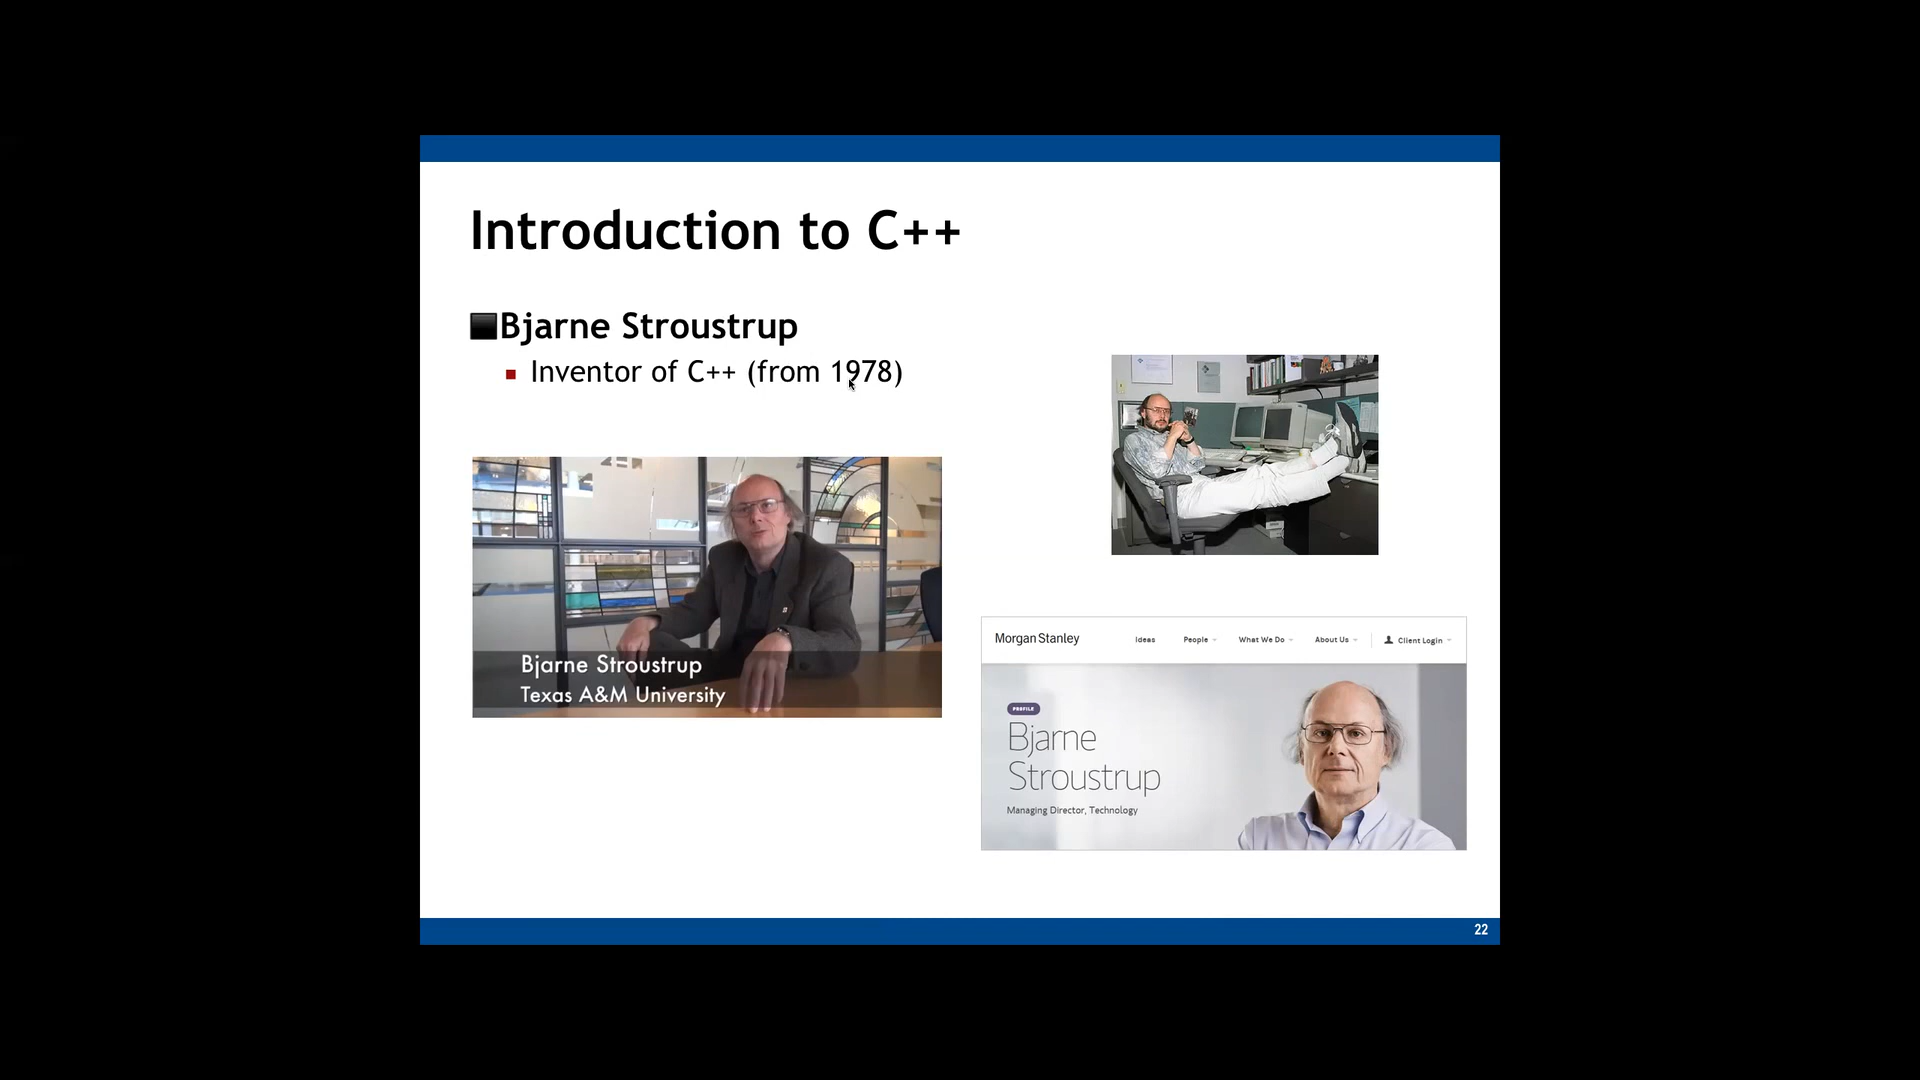 Introduction to C++
Bjarne Stroustrup
Inventor of C++ (from 1978)
Bjarne Stroustrup
Texas A&M University
Morgan Stanley
Ideas
People
What We Do
About Us
Client Login
PROFILE
Bjarne
Stroustrup
Managing Director, Technology
22